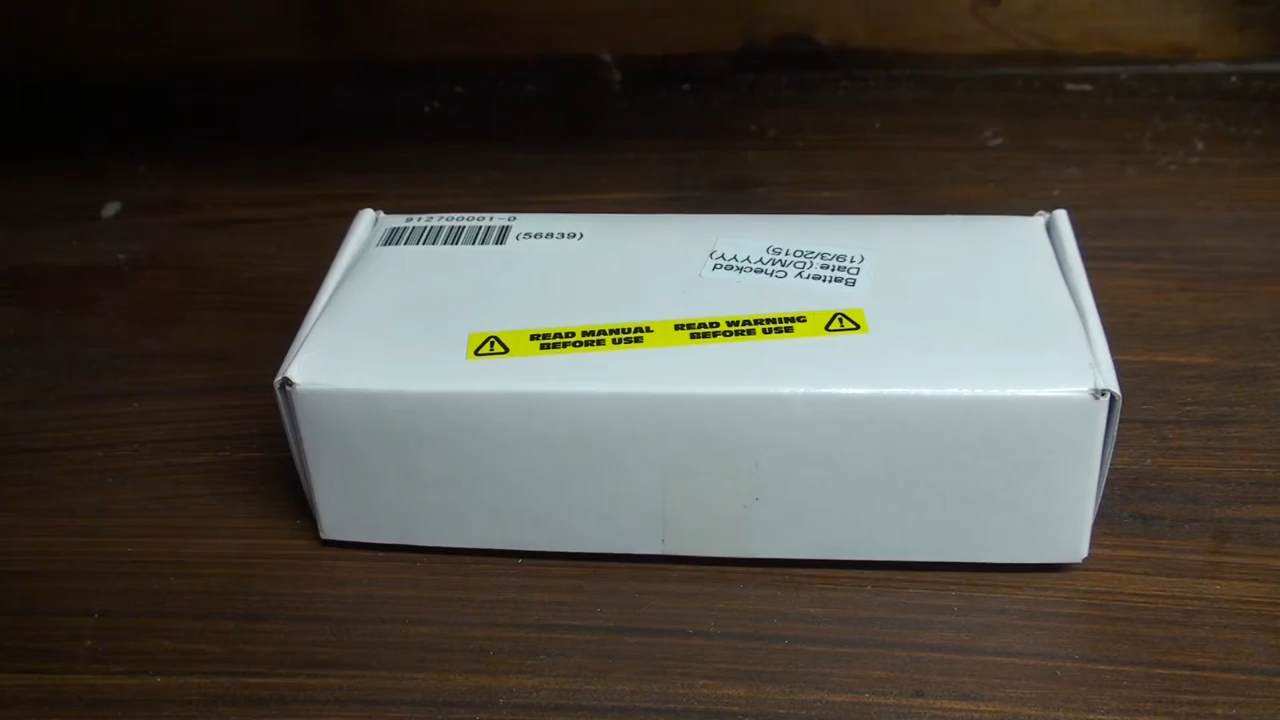 912700001-0
(56839)
Battery Checked
Date:(D/M/YYYY)
(19/3/2015)
READ MANUAL
BEFORE USE
READ WARNING
BEFORE USE